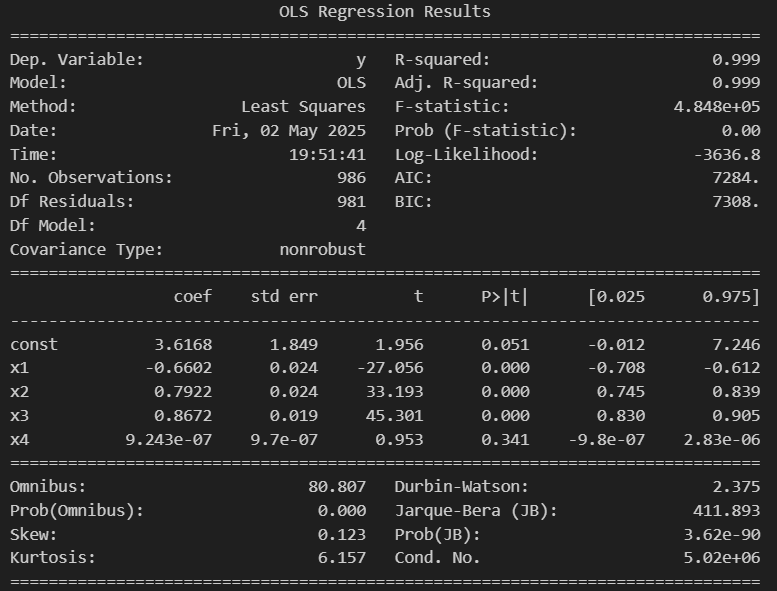 OLS Regression Results
==============================================================================
Dep. Variable: y R-squared: 0.999
Model: OLS Adj. R-squared: 0.999
Method: Least Squares F-statistic: 4.848e+05
Date: Fri, 02 May 2025 Prob (F-statistic): 0.00
Time: 19:51:41 Log-Likelihood: -3636.8
No. Observations: 986 AIC: 7284.
Df Residuals: 981 BIC: 7308.
Df Model: 4
Covariance Type: nonrobust
==============================================================================
coef std err t P>|t| [0.025 0.975]
------------------------------------------------------------------------------
const 3.6168 1.849 1.956 0.051 -0.012 7.246
x1 -0.6602 0.024 -27.056 0.000 -0.708 -0.612
x2 0.7922 0.024 33.193 0.000 0.745 0.839
x3 0.8672 0.019 45.301 0.000 0.830 0.905
x4 9.243e-07 9.7e-07 0.953 0.341 -9.8e-07 2.83e-06
==============================================================================
Omnibus: 80.807 Durbin-Watson: 2.375
Prob(Omnibus): 0.000 Jarque-Bera (JB): 411.893
Skew: 0.123 Prob(JB): 3.62e-90
Kurtosis: 6.157 Cond. No. 5.02e+06
==============================================================================